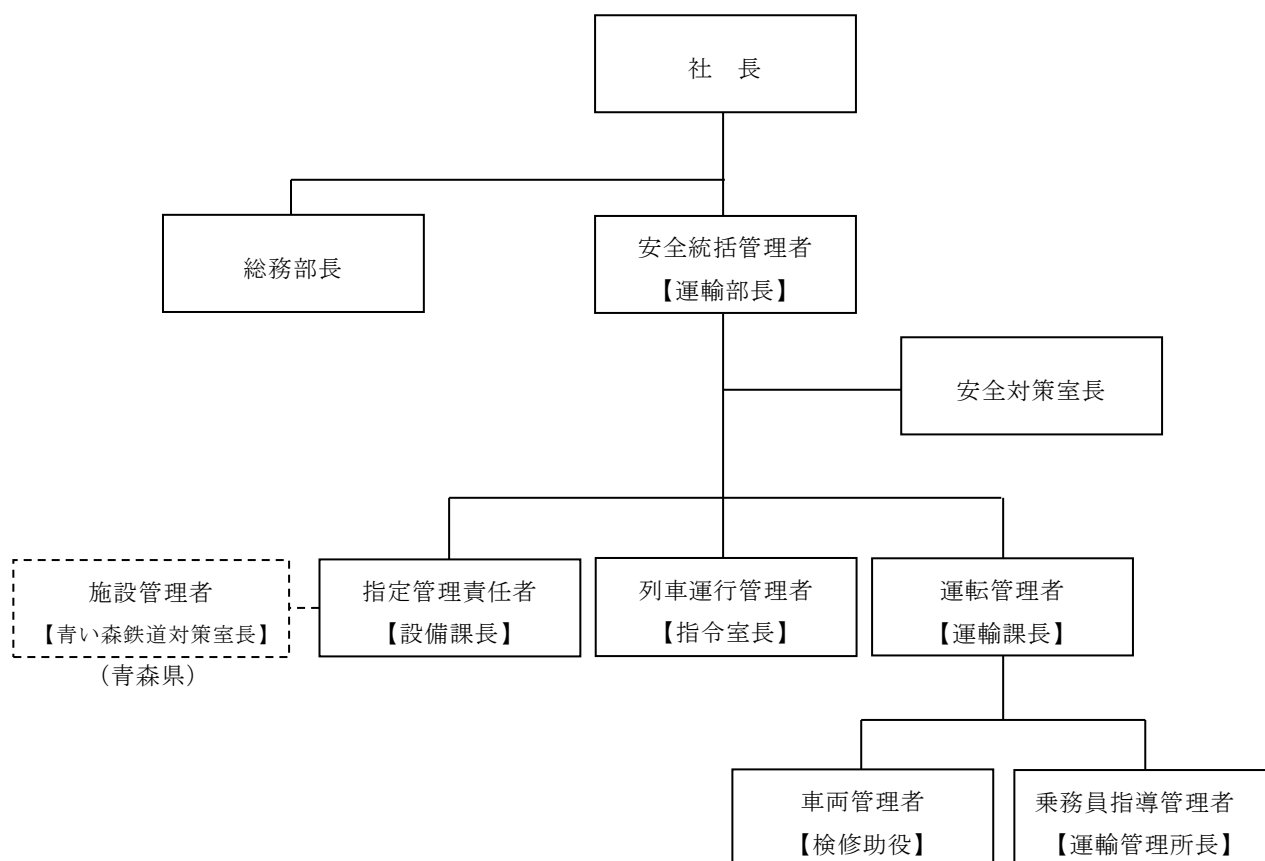 社　長
総務部長
安全統括管理者
【運輸部長】
安全対策室長
施設管理者
【青い森鉄道対策室長】
（青森県）
指定管理責任者
【設備課長】
列車運行管理者
【指令室長】
運転管理者
【運輸課長】
車両管理者
【検修助役】
乗務員指導管理者
【運輸管理所長】